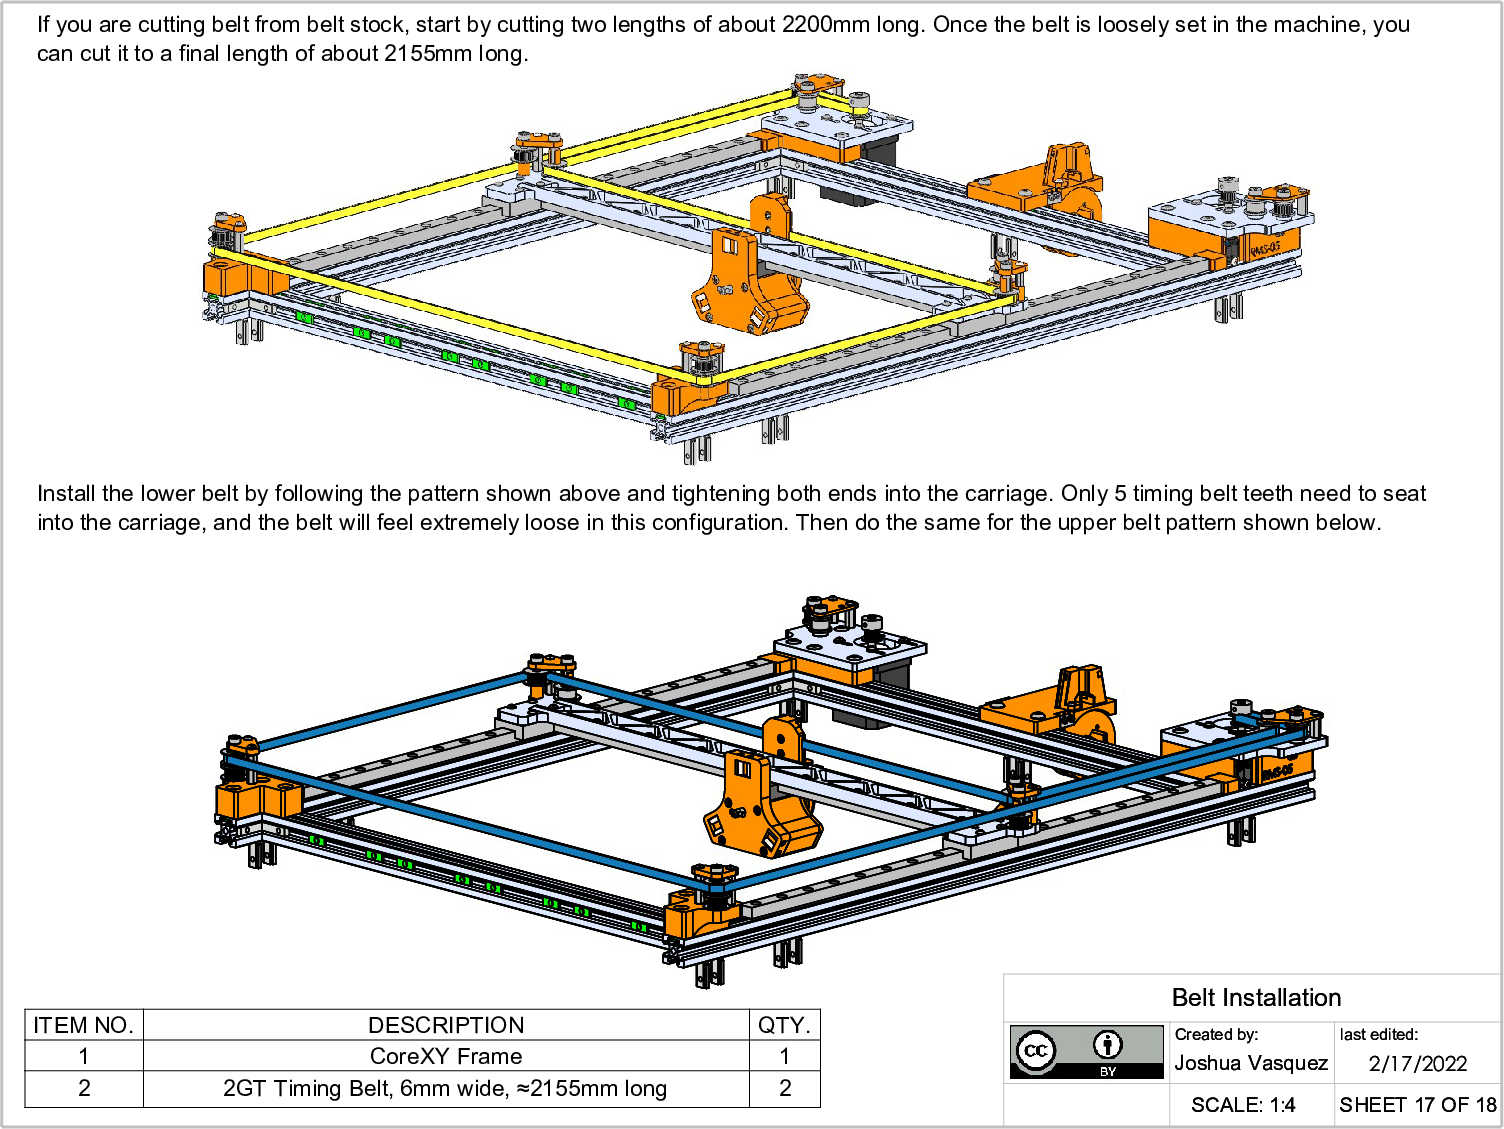 If you are cutting belt from belt stock, start by cutting two lengths of about 2200mm long. Once the belt is loosely set in the machine, you
can cut it to a final length of about 2155mm long.
RMS-05
Install the lower belt by following the pattern shown above and tightening both ends into the carriage. Only 5 timing belt teeth need to seat
into the carriage, and the belt will feel extremely loose in this configuration. Then do the same for the upper belt pattern shown below.
RMS-05
ITEM NO. DESCRIPTION QTY.
1 CoreXY Frame 1
2 2GT Timing Belt, 6mm wide, ≈2155mm long 2
Belt Installation
cc BY
Created by: last edited:
Joshua Vasquez 2/17/2022
SCALE: 1:4 SHEET 17 OF 18